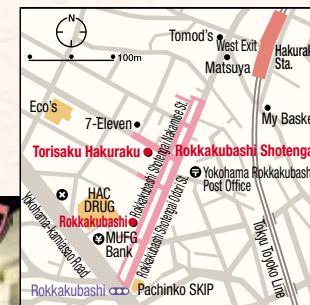 N
Tomod's
West Exit
Matsuya
Hakuraku
Sta.
100m
Eco's
7-Eleven
My Baske
Torisaku Hakuraku
Rokkakubashi Shotenga
Rokkakubashi Shotengai Nakamise St.
Yokohama Rokkakubash
Post Office
HAC
DRUG
Rokkakubashi
MUFG
Bank
Rokkakubashi Shotengai Odori St.
Yokohama-Kamiaso Road
Tokyu Toyoko Line
Rokkakubashi
Pachinko SKIP